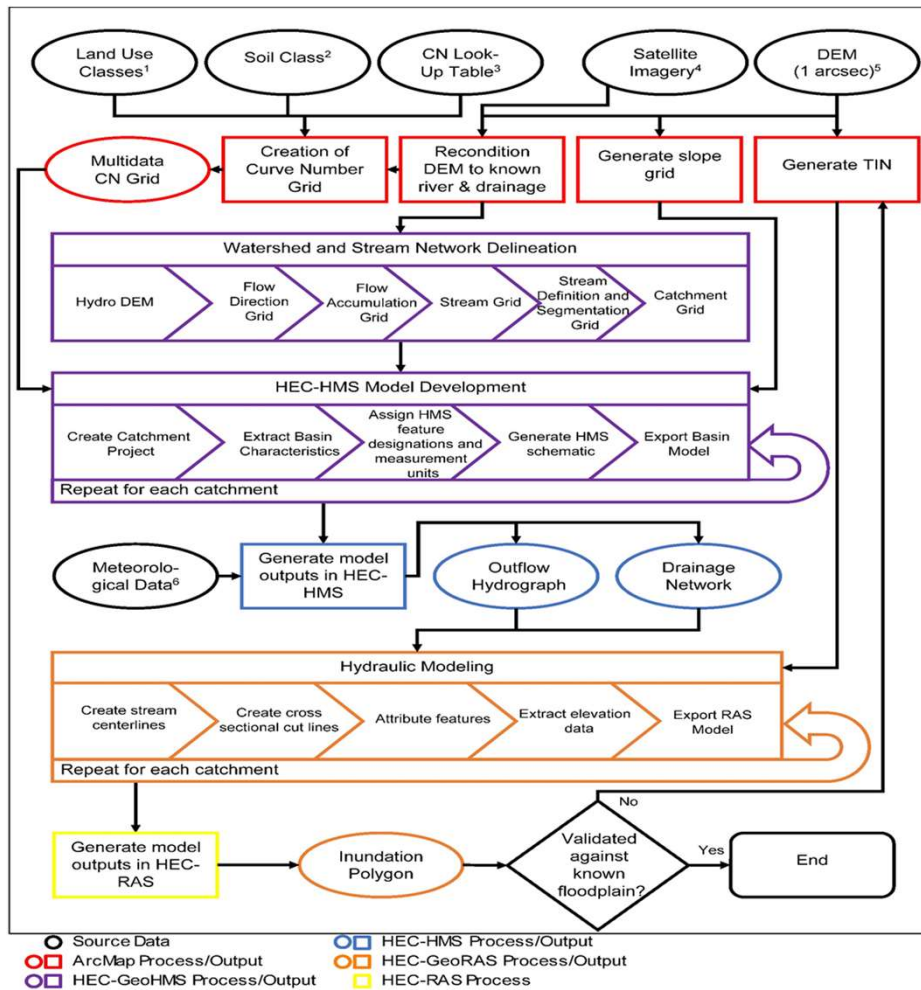 Land Use
Classes¹
Soil Class²
CN Look-
Up Table³
Satellite
Imagery⁴
DEM
(1 arcsec)⁵
Multidata
CN Grid
Creation of
Curve Number
Grid
Recondition
DEM to known
river & drainage
Generate slope
grid
Generate TIN
Watershed and Stream Network Delineation
Hydro DEM
Flow
Direction
Grid
Flow
Accumulation
Grid
Stream Grid
Stream
Definition and
Segmentation
Grid
Catchment
Grid
HEC-HMS Model Development
Create Catchment
Project
Extract Basin
Characteristics
Assign HMS
feature
designations and
measurement
units
Generate HMS
schematic
Export Basin
Model
Repeat for each catchment
Meteorolo-
gical Data⁶
Generate model
outputs in HEC-
HMS
Outflow
Hydrograph
Drainage
Network
Hydraulic Modeling
Create stream
centerlines
Create cross
sectional cut lines
Attribute features
Extract elevation
data
Export RAS
Model
Repeat for each catchment
Generate model
outputs in HEC-
RAS
Inundation
Polygon
Validated
against
known
floodplain?
No
Yes
End
Source Data
ArcMap Process/Output
HEC-GeoHMS Process/Output
HEC-HMS Process/Output
HEC-GeoRAS Process/Output
HEC-RAS Process